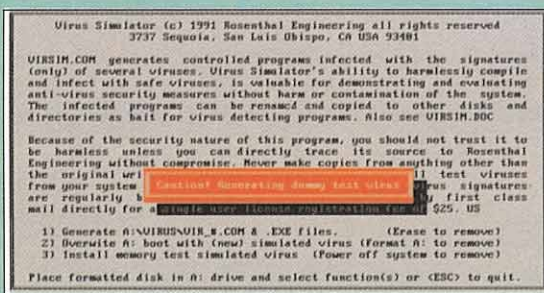 Virus Simulator (c) 1991 Rosenthal Engineering all rights reserved
3737 Sequoia, San Luis Obispo, CA USA 93401
VIRSIM.COM generates controlled programs infected with the signatures
(only) of several viruses. Virus Simulator's ability to harmlessly compile
and infect with safe viruses, is valuable for demonstrating and evaluating
anti-virus security measures without harm or contamination of the system.
The infected programs can be renamed and copied to other disks and
directories as bait for virus detecting programs. Also see VIRSIM.DOC
Because of the security nature of this program, you should not trust it to
be harmless unless you can directly trace its source to Rosenthal
Engineering without compromise. Never make copies from anything other than
the original wri ll test viruses
from your system Caution! Generating dummy test virus rus signatures
are regularly b y first class
mail directly for a single user license registration fee of $25. US
1) Generate A:\VIRUS\VIR_#.COM & .EXE files. (Erase to remove)
2) Overwite A: boot with (new) simulated virus (Format A: to remove)
3) Install memory test simulated virus (Power off system to remove)
Place formatted disk in A: drive and select function(s) or <ESC> to quit.